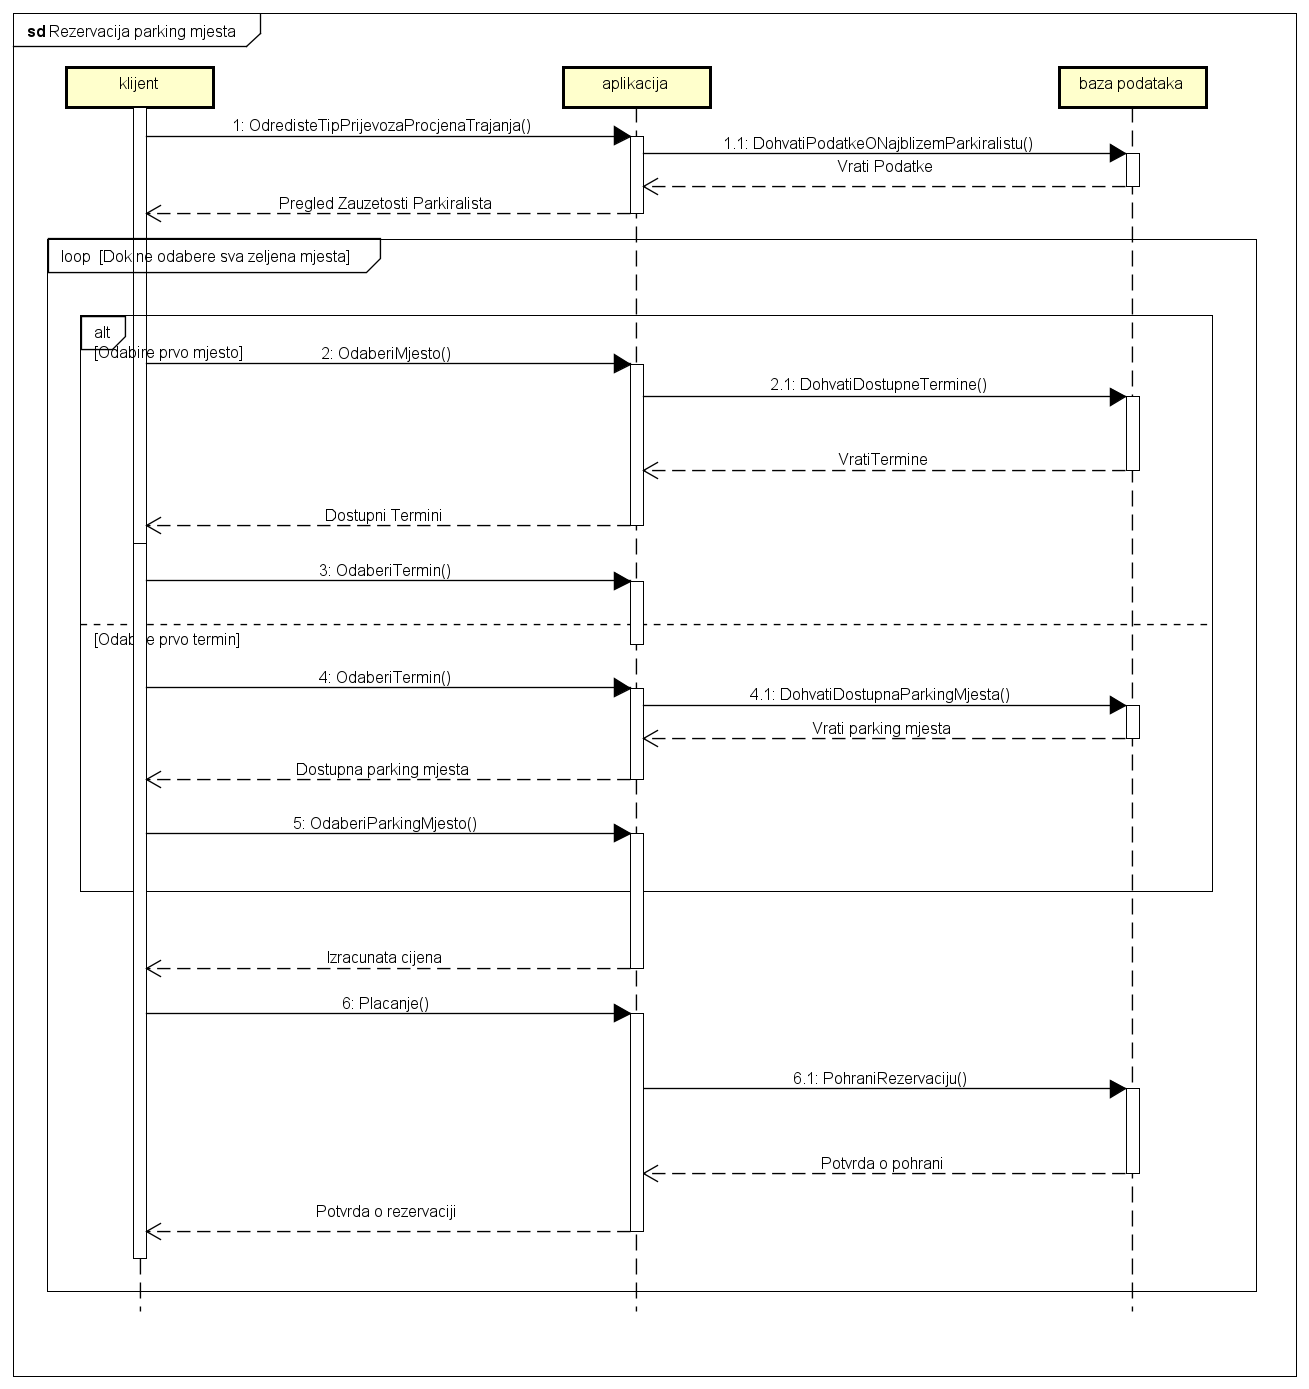 sd Rezervacija parking mjesta
klijent
aplikacija
baza podataka
1: OdredisteTipPrijevozaProcjenaTrajanja()
1.1: DohvatiPodatkeONajblizemParkiralistu()
Vrati Podatke
Pregled Zauzetosti Parkiralista
loop [Dok ne odabere sva zeljena mjesta]
alt
[Odabire prvo mjesto]
2: OdaberiMjesto()
2.1: DohvatiDostupneTermine()
VratiTermine
Dostupni Termini
3: OdaberiTermin()
[Odabire prvo termin]
4: OdaberiTermin()
4.1: DohvatiDostupnaParkingMjesta()
Vrati parking mjesta
Dostupna parking mjesta
5: OdaberiParkingMjesto()
Izracunata cijena
6: Placanje()
6.1: PohraniRezervaciju()
Potvrda o pohrani
Potvrda o rezervaciji